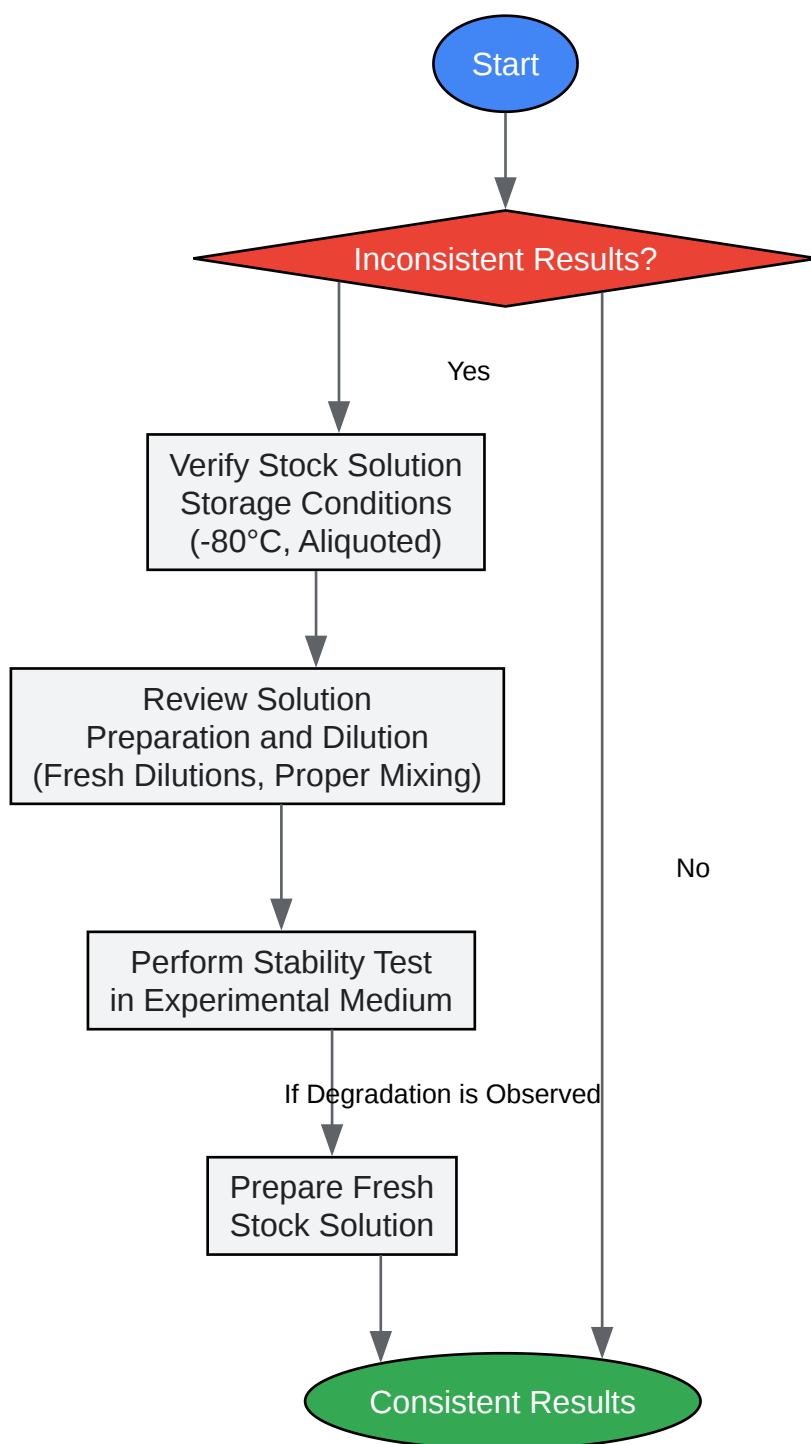 Start
Inconsistent Results?
Yes
Verify Stock Solution
Storage Conditions
(-80°C, Aliquoted)
Review Solution
Preparation and Dilution
(Fresh Dilutions, Proper Mixing)
No
Perform Stability Test
in Experimental Medium
If Degradation is Observed
Prepare Fresh
Stock Solution
Consistent Results